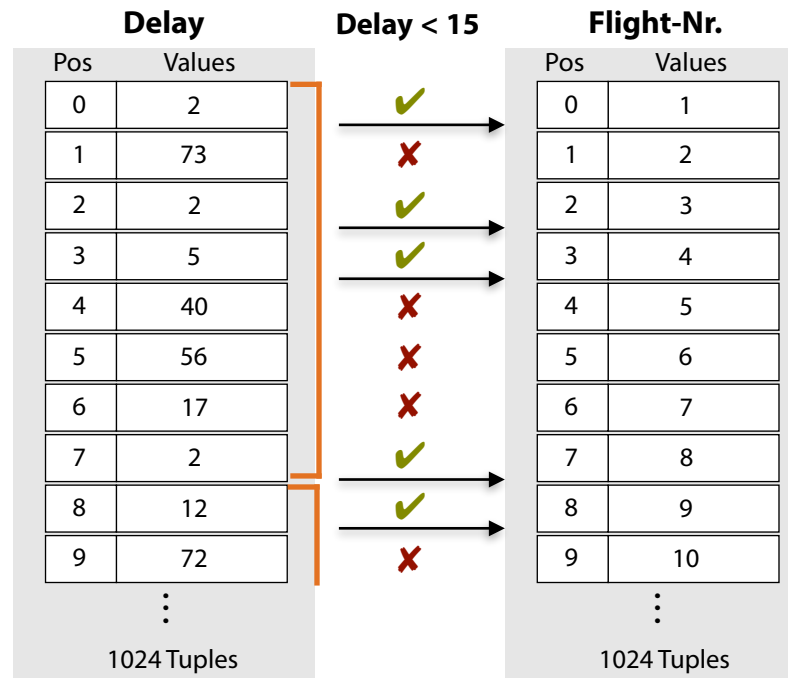 Delay Delay < 15 Flight-Nr.
Pos Values Pos Values
0 2 ✔ 0 1
1 73 ✘ 1 2
2 2 ✔ 2 3
3 5 ✔ 3 4
4 40 ✘ 4 5
5 56 ✘ 5 6
6 17 ✘ 6 7
7 2 ✔ 7 8
8 12 ✔ 8 9
9 72 ✘ 9 10
⋮ ⋮
1024 Tuples 1024 Tuples